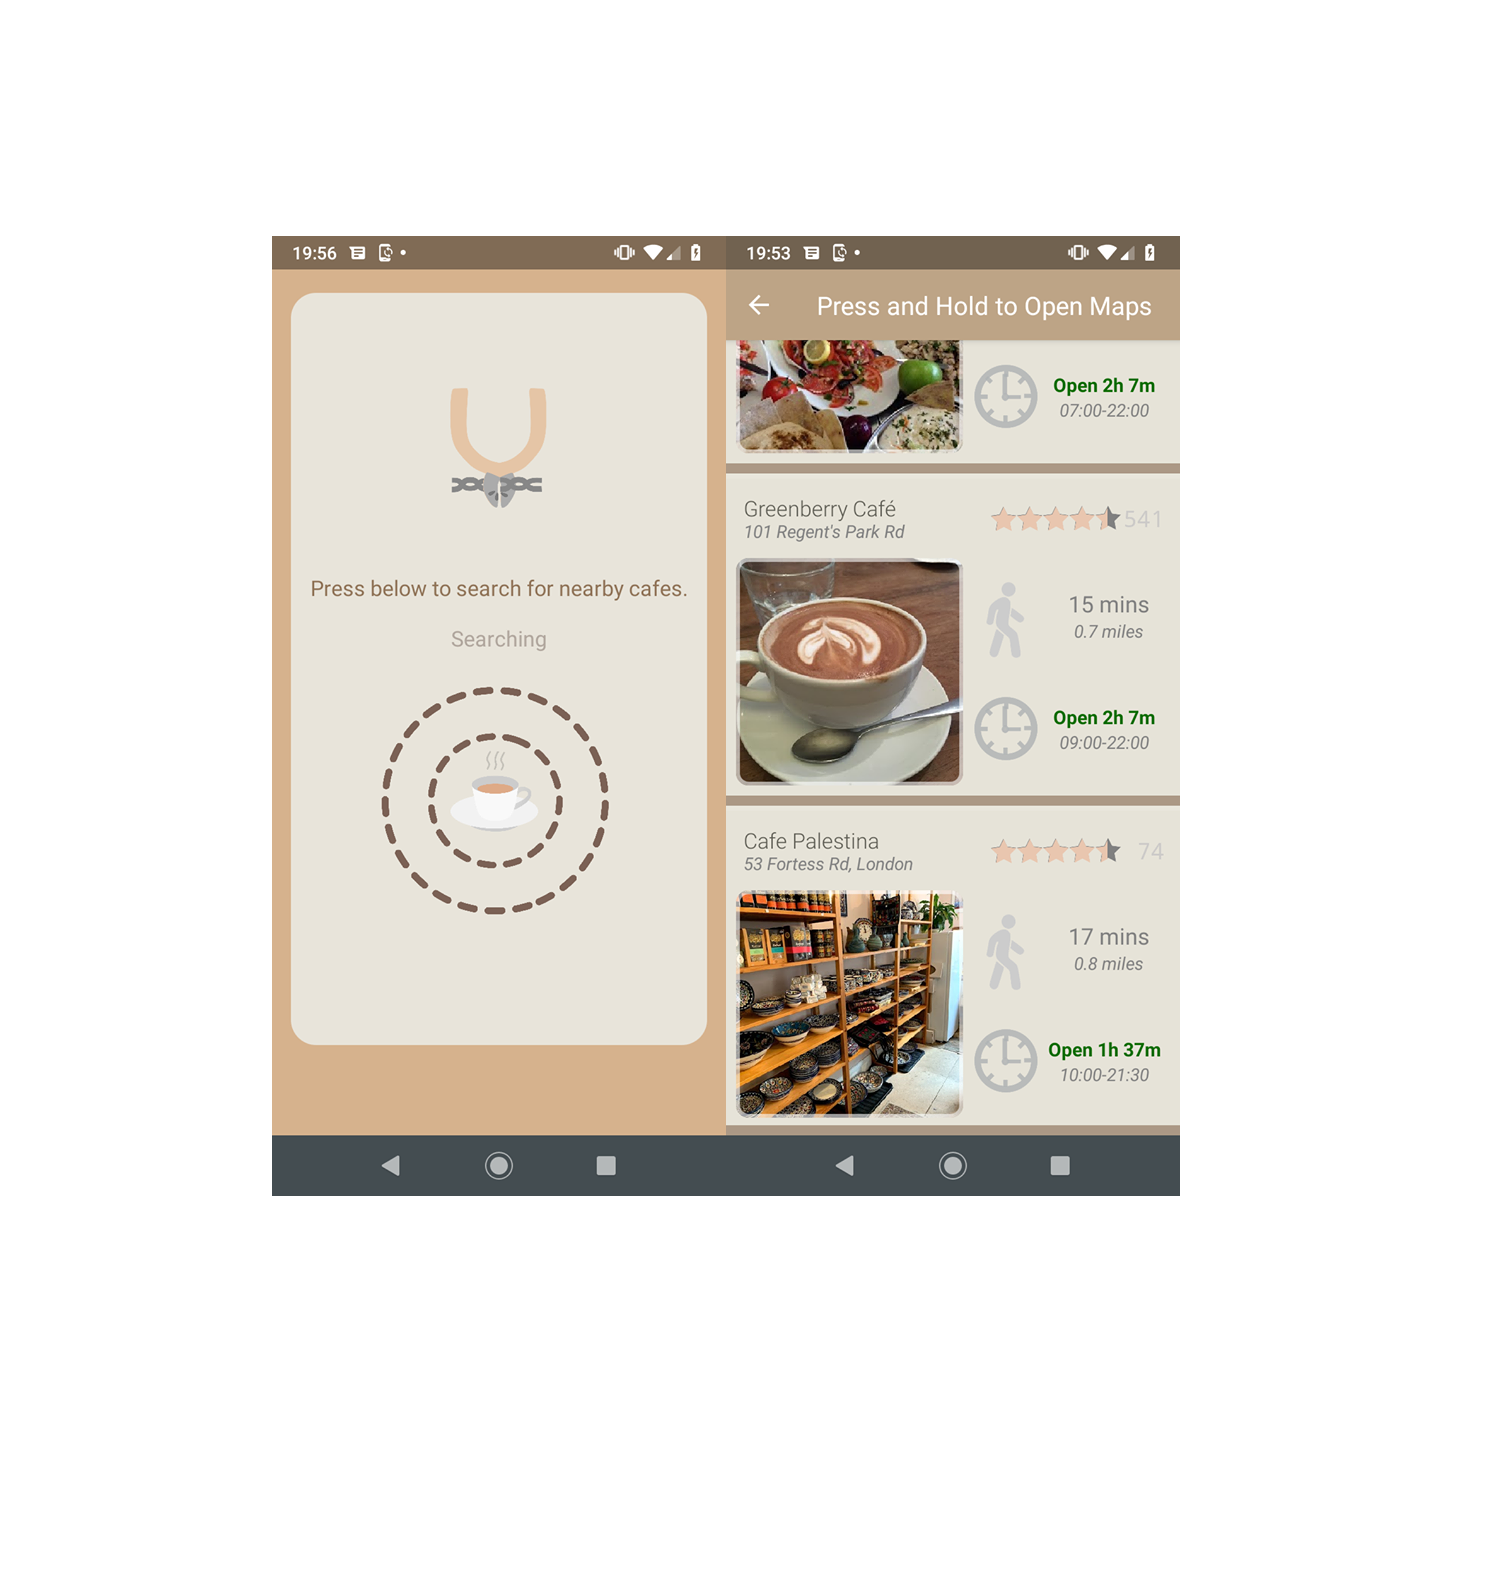 19:56
Press below to search for nearby cafes.
Searching
19:53
Press and Hold to Open Maps
Open 2h 7m
07:00-22:00
Greenberry Café
101 Regent's Park Rd
541
15 mins
0.7 miles
Open 2h 7m
09:00-22:00
Cafe Palestina
53 Fortess Rd, London
74
17 mins
0.8 miles
Open 1h 37m
10:00-21:30